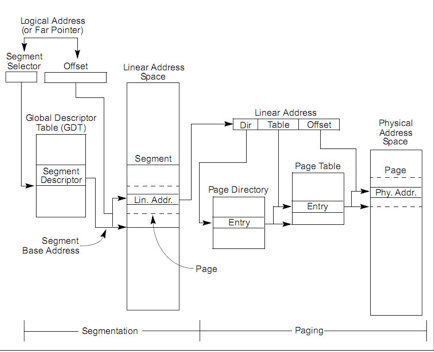 Logical Address
(or Far Pointer)
Segment
Selector
Offset
Linear Address
Space
Global Descriptor
Table (GDT)
Segment
Descriptor
Segment
Lin. Addr.
Segment
Base Address
Page
Linear Address
Dir
Table
Offset
Physical
Address
Space
Page Table
Page Directory
Entry
Entry
Page
Phy. Addr.
Segmentation
Paging